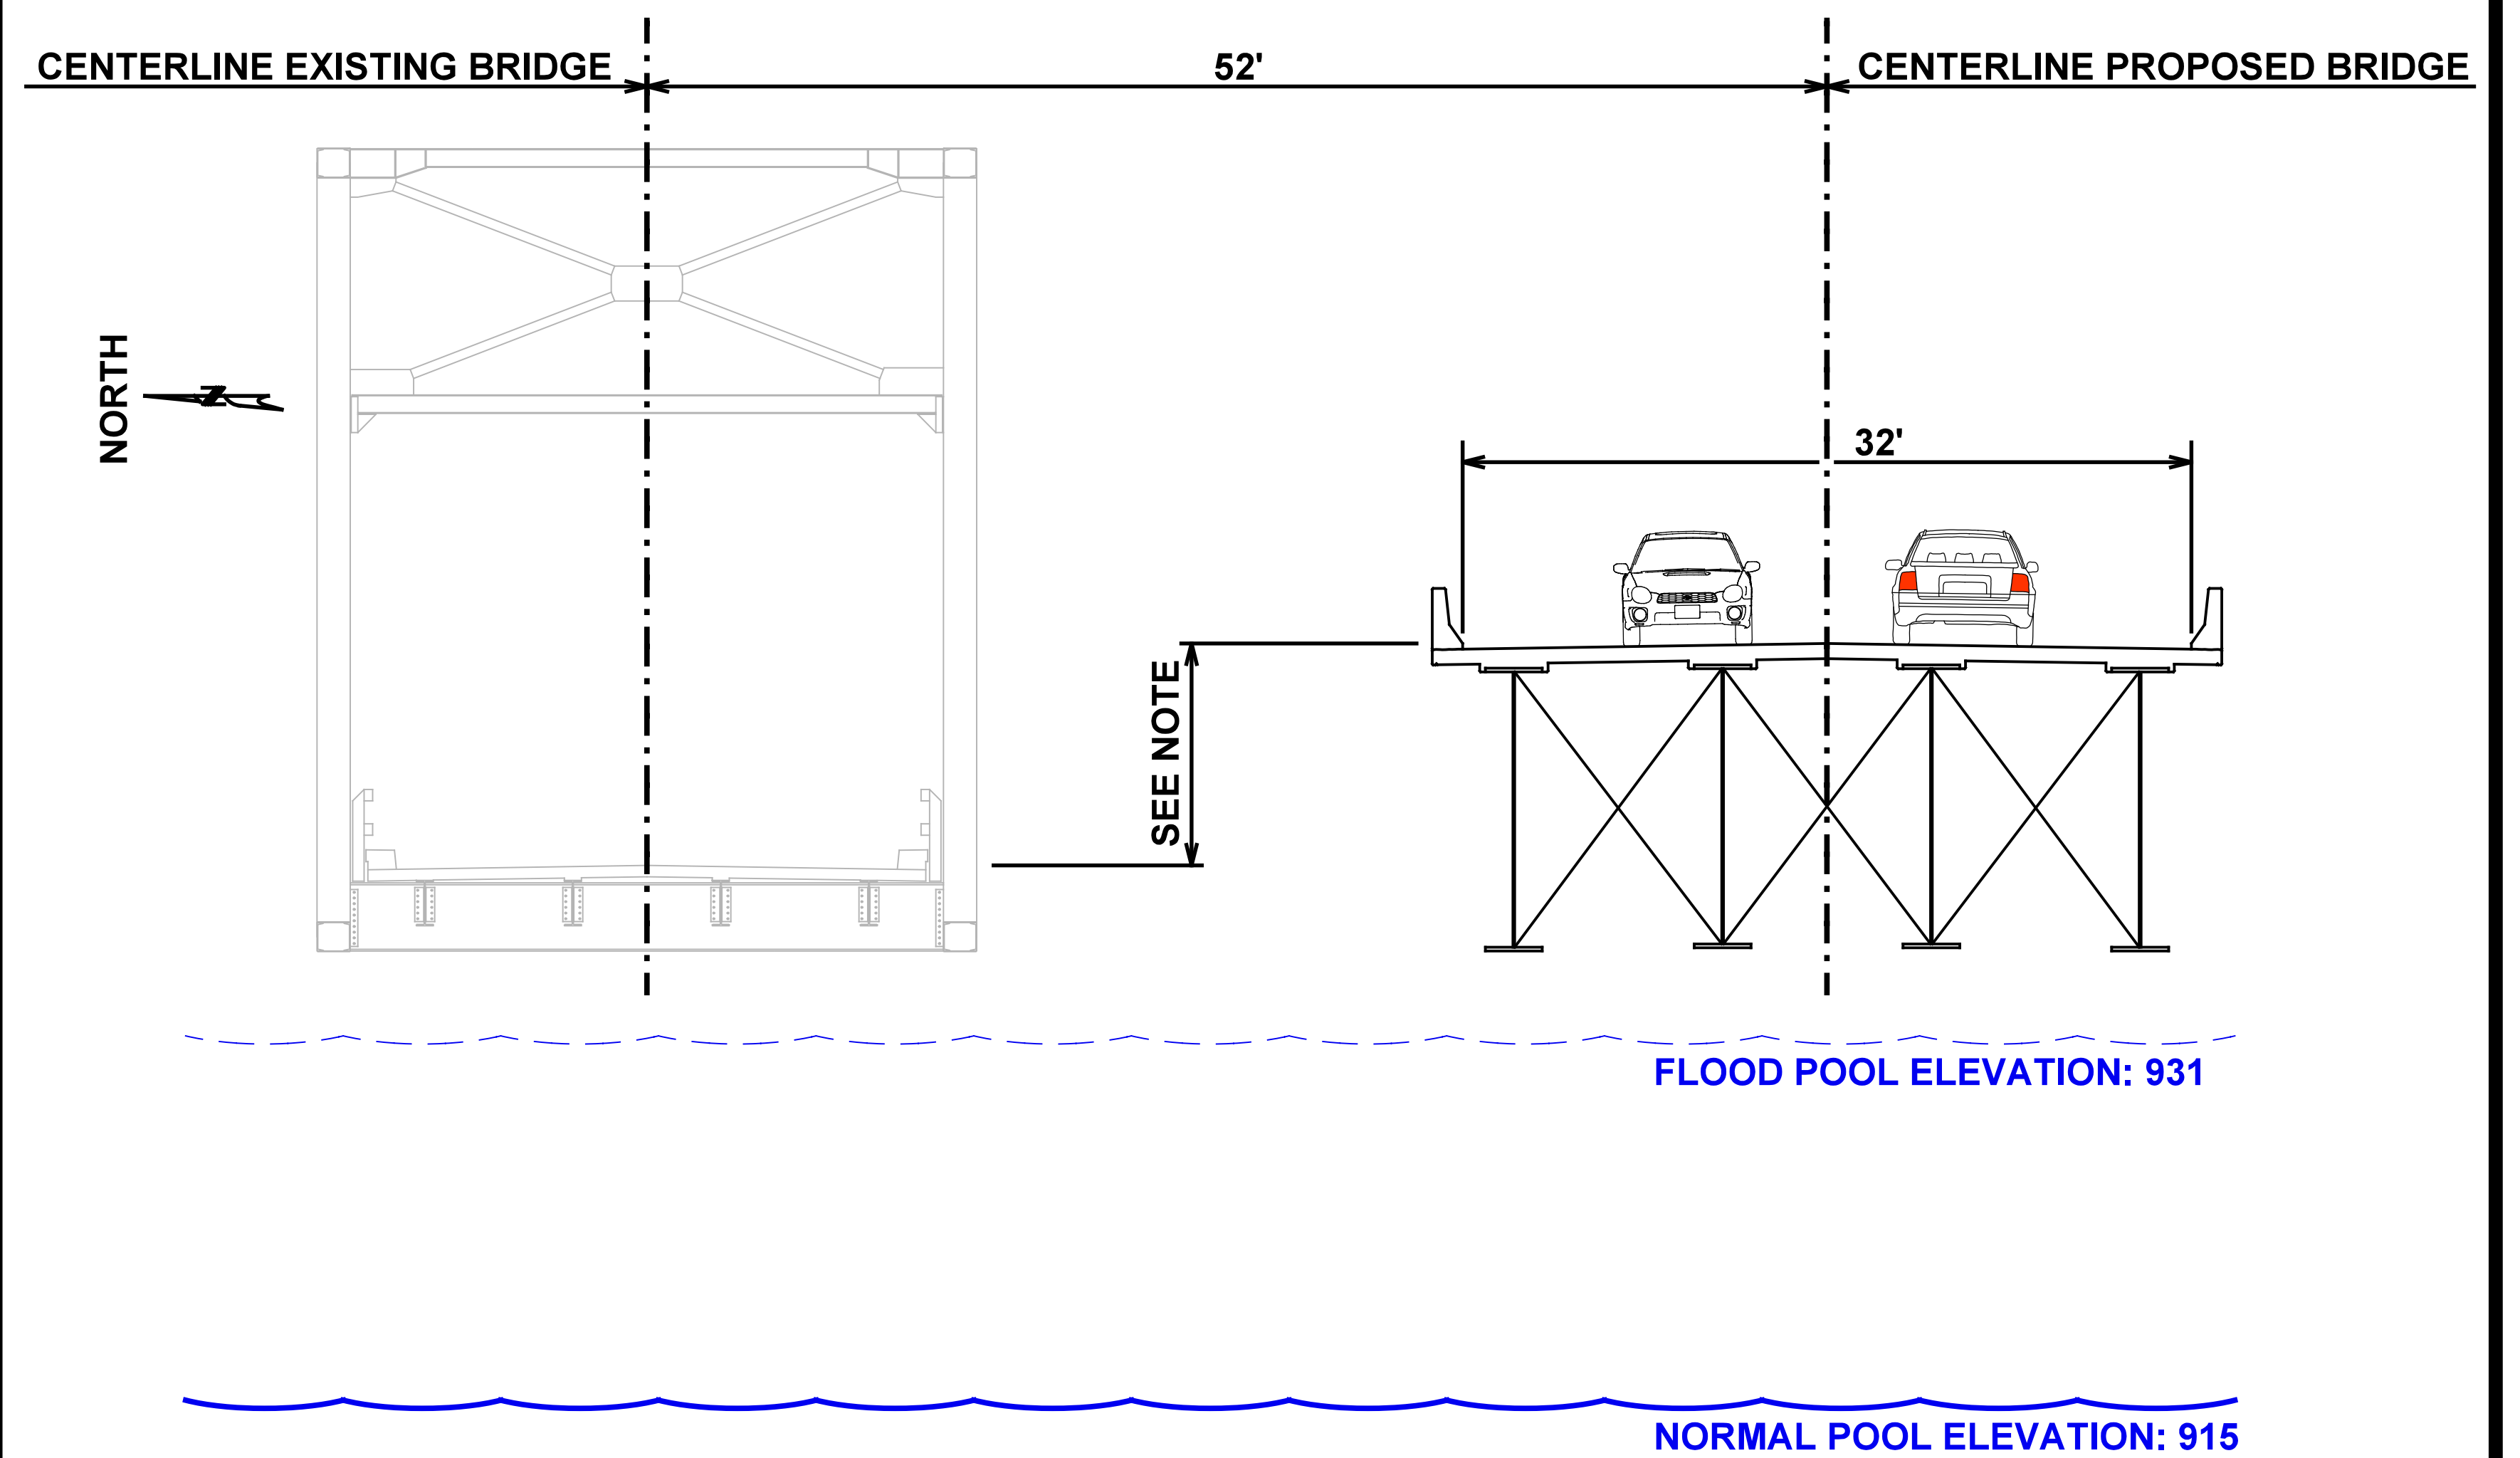 CENTERLINE EXISTING BRIDGE
52'
CENTERLINE PROPOSED BRIDGE
NORTH
32'
SEE NOTE
FLOOD POOL ELEVATION: 931
NORMAL POOL ELEVATION: 915